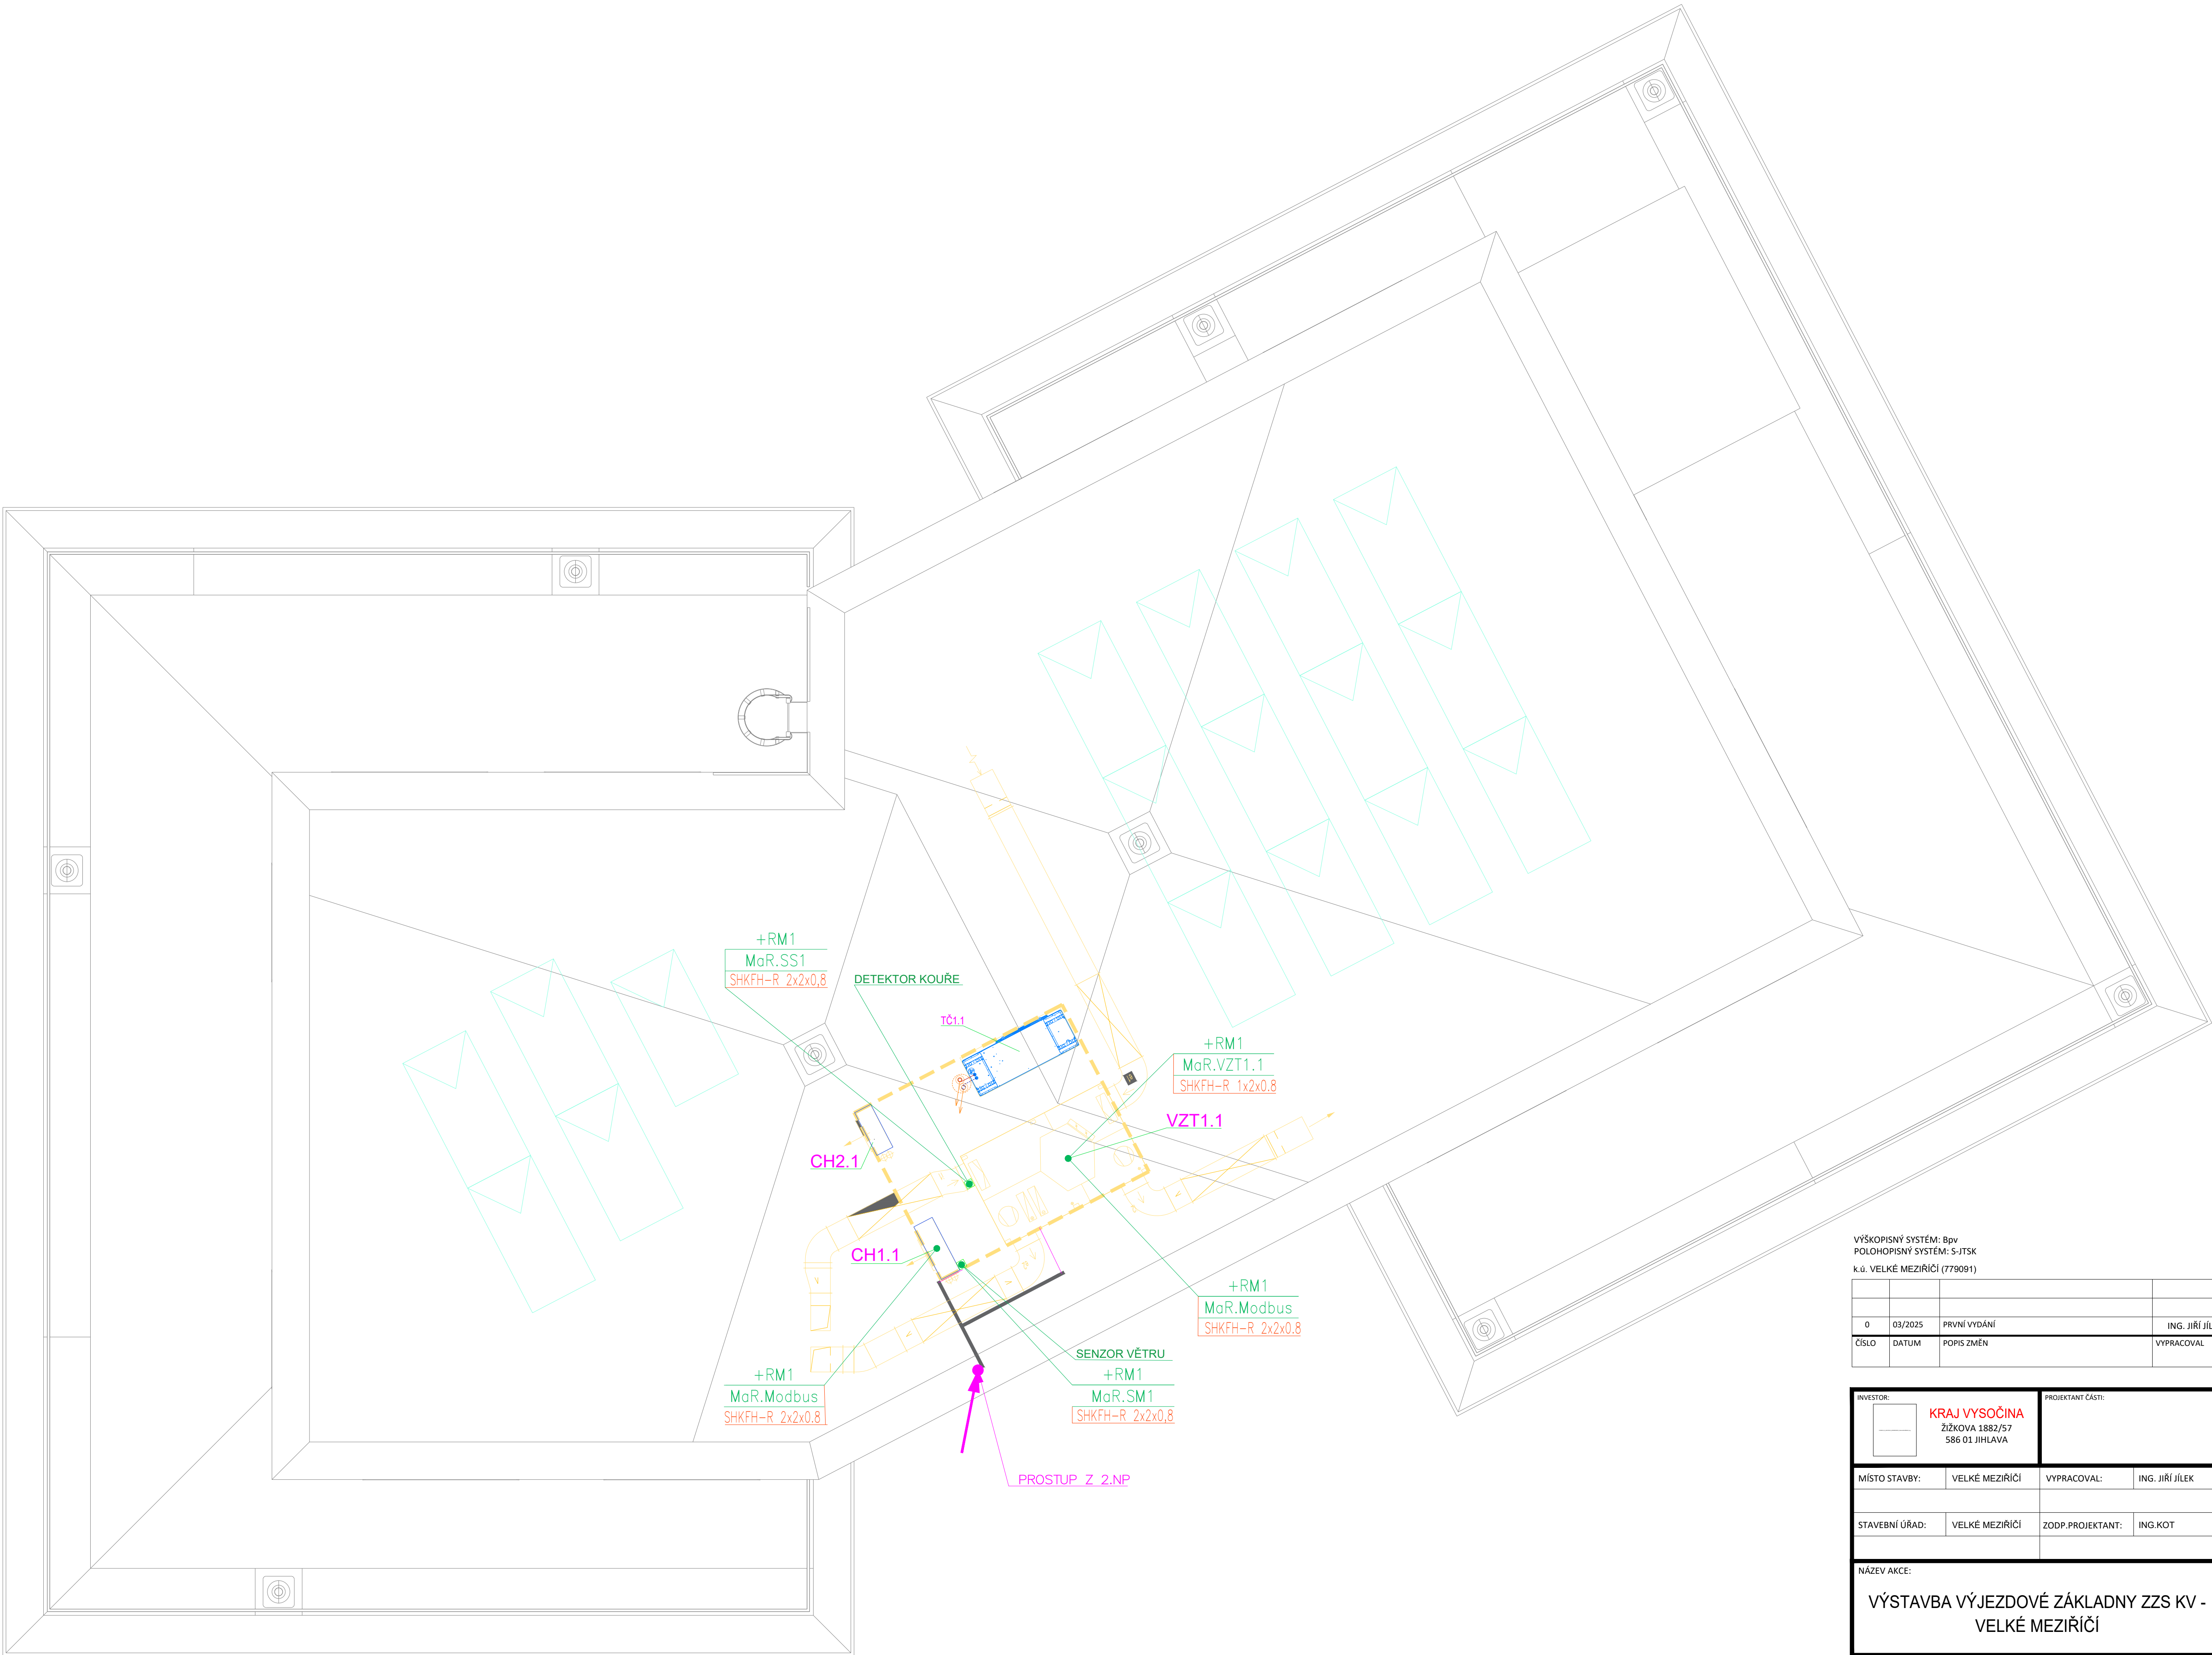 +RM1
MaR.SS1
SHKFH-R 2x2x0,8
DETEKTOR KOUŘE
TČ1.1
+RM1
MaR.VZT1.1
SHKFH-R 1x2x0.8
VZT1.1
CH2.1
CH1.1
+RM1
MaR.Modbus
SHKFH-R 2x2x0.8
SENZOR VĚTRU
+RM1
MaR.SM1
SHKFH-R 2x2x0,8
+RM1
MaR.Modbus
SHKFH-R 2x2x0.8
PROSTUP Z 2.NP
VÝŠKOPISNÝ SYSTÉM: Bpv
POLOHOPISNÝ SYSTÉM: S-JTSK
k.ú. VELKÉ MEZIŘÍČÍ (779091)
0 03/2025 PRVNÍ VYDÁNÍ ING. JIŘÍ JÍL
ČÍSLO DATUM POPIS ZMĚN VYPRACOVAL
INVESTOR:
KRAJ VYSOČINA
ŽIŽKOVA 1882/57
586 01 JIHLAVA
PROJEKTANT ČÁSTI:
MÍSTO STAVBY: VELKÉ MEZIŘÍČÍ VYPRACOVAL: ING. JIŘÍ JÍLEK
STAVEBNÍ ÚŘAD: VELKÉ MEZIŘÍČÍ ZODP.PROJEKTANT: ING.KOT
NÁZEV AKCE:
VÝSTAVBA VÝJEZDOVÉ ZÁKLADNY ZZS KV -
VELKÉ MEZIŘÍČÍ